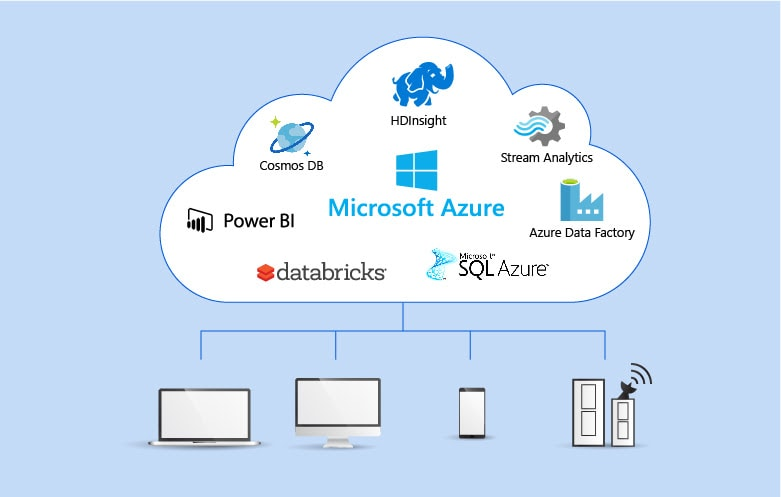 HDInsight
Cosmos DB
Stream Analytics
Microsoft Azure
Power BI
Azure Data Factory
databricks
Microsoft
SQL Azure